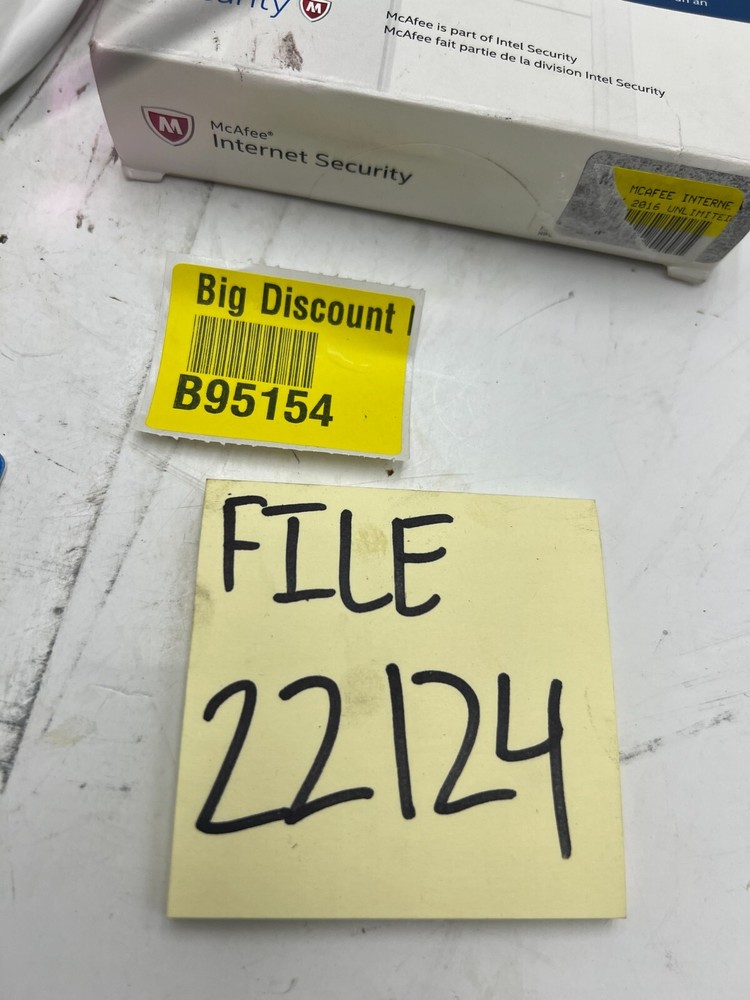 McAfee is part of Intel Security
McAfee fait partie de la division Intel Security
McAfee®
Internet Security
MCAFEE INTERNE
2016 UNLIMITED
Big Discount
B95154
FILE
22124